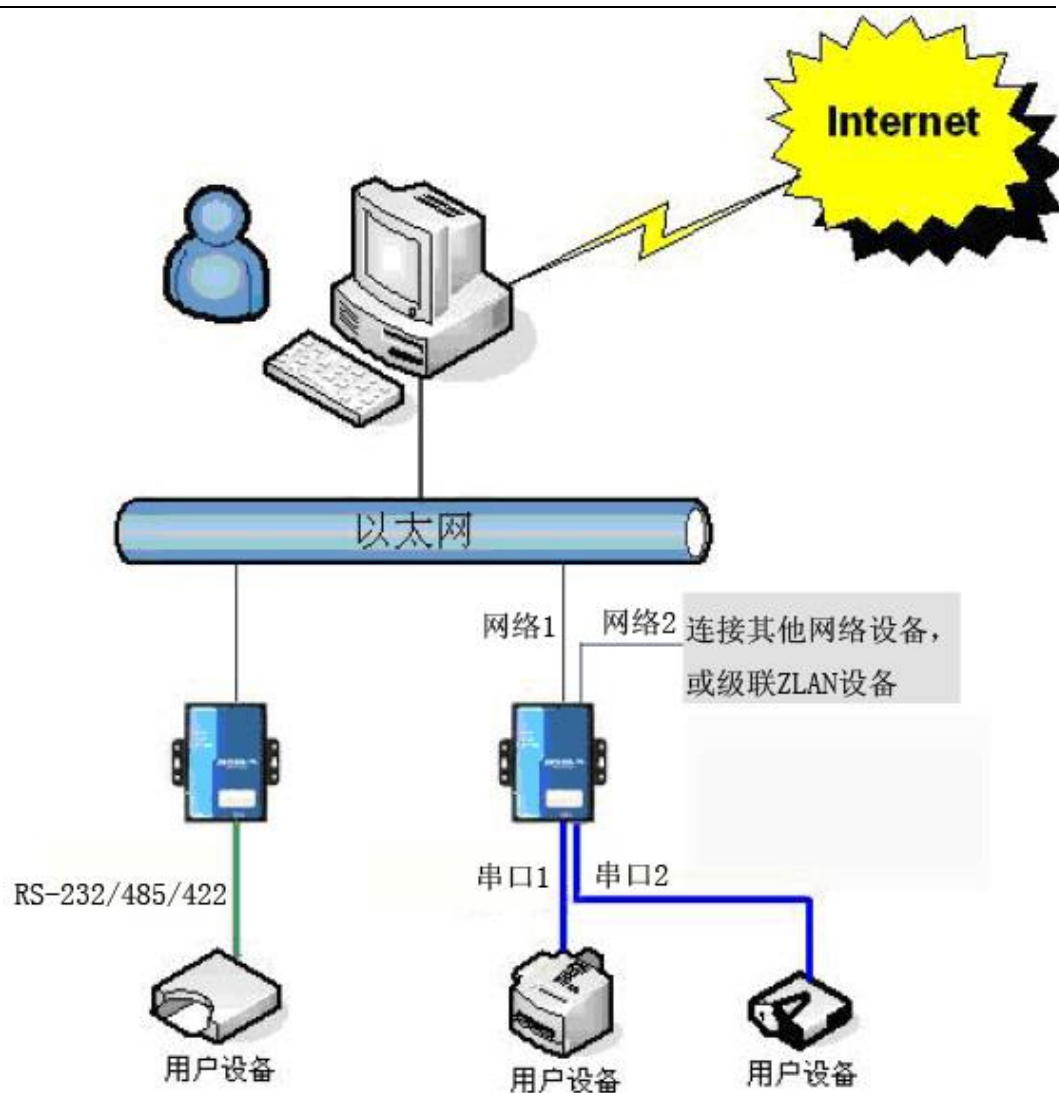 Internet
以太网
网络1
网络2
连接其他网络设备，
或级联ZLAN设备
RS-232/485/422
串口1
串口2
用户设备
用户设备
用户设备